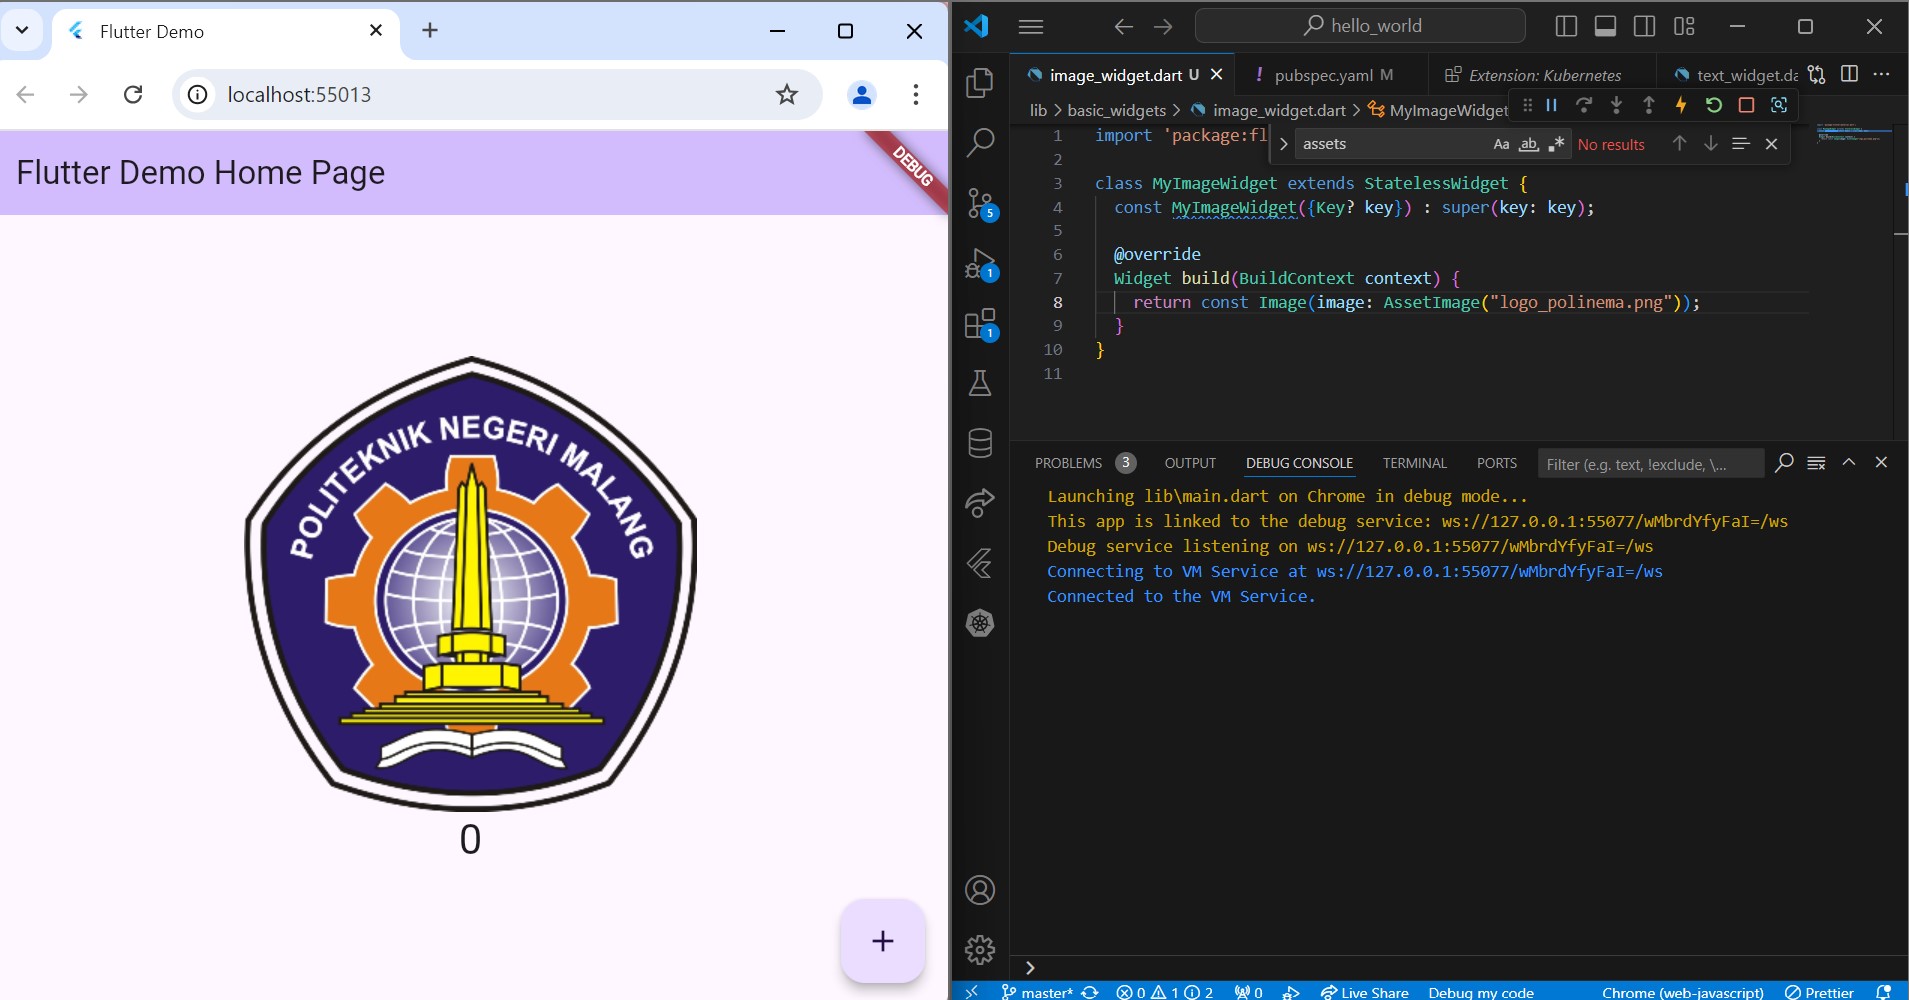 Flutter Demo
localhost:55013
Flutter Demo Home Page
DEBUG
POLITEKNIK NEGERI MALANG
0
hello_world
image_widget.dart U
pubspec.yaml M
Extension: Kubernetes
text_widget.da
lib > basic_widgets > image_widget.dart > MyImageWidget
assets
Aa ab .*
No results
1 import 'package:fl
2
3 class MyImageWidget extends StatelessWidget {
4 const MyImageWidget({Key? key}) : super(key: key);
5
6 @override
7 Widget build(BuildContext context) {
8 return const Image(image: AssetImage("logo_polinema.png"));
9 }
10 }
11
5
1
1
PROBLEMS 3 OUTPUT DEBUG CONSOLE TERMINAL PORTS Filter (e.g. text, !exclude, \...
Launching lib\main.dart on Chrome in debug mode...
This app is linked to the debug service: ws://127.0.0.1:55077/wMbrdYfyFaI=/ws
Debug service listening on ws://127.0.0.1:55077/wMbrdYfyFaI=/ws
Connecting to VM Service at ws://127.0.0.1:55077/wMbrdYfyFaI=/ws
Connected to the VM Service.
master* 0 1 2 0 Live Share Debug my code Chrome (web-javascript) Prettier